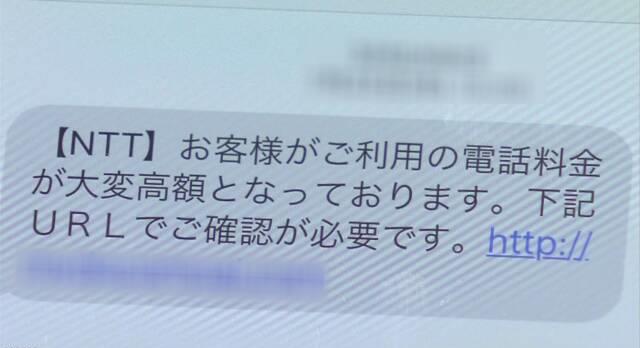 【NTT】お客様がご利用の電話料金
が大変高額となっております。下記
ＵＲＬでご確認が必要です。http://